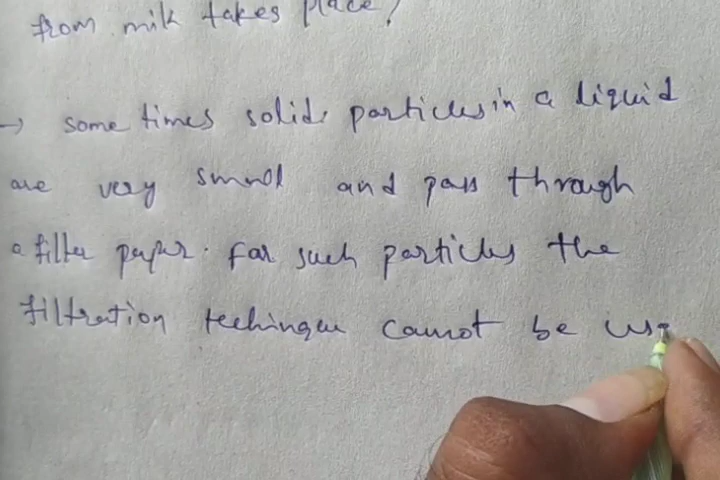 from milk takes place?
→ some times solid particles in a liquid
are very small and pass through
a filter paper. For such particles the
filtration techinque cannot be use